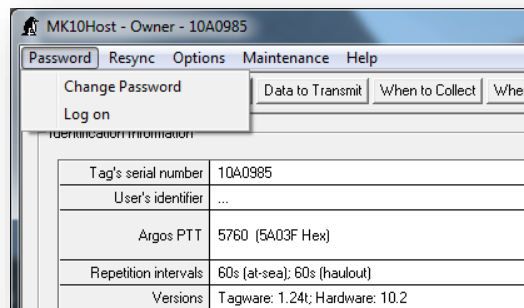 MK10Host - Owner - 10A0985
Password Resync Options Maintenance Help
Change Password
Log on
Data to Transmit When to Collect
Identification Information
Tag's serial number 10A0985
User's identifier ...
Argos PTT 5760 (5A03F Hex)
Repetition intervals 60s (at-sea); 60s (haulout)
Versions Tagware: 1.24t; Hardware: 10.2